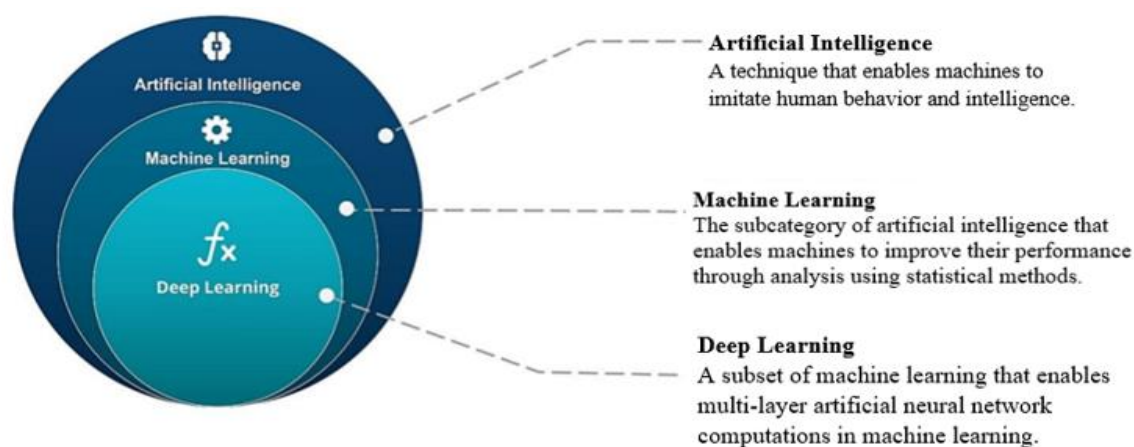 Artificial Intelligence
Machine Learning
fx
Deep Learning
Artificial Intelligence
A technique that enables machines to
imitate human behavior and intelligence.
Machine Learning
The subcategory of artificial intelligence that
enables machines to improve their performance
through analysis using statistical methods.
Deep Learning
A subset of machine learning that enables
multi-layer artificial neural network
computations in machine learning.